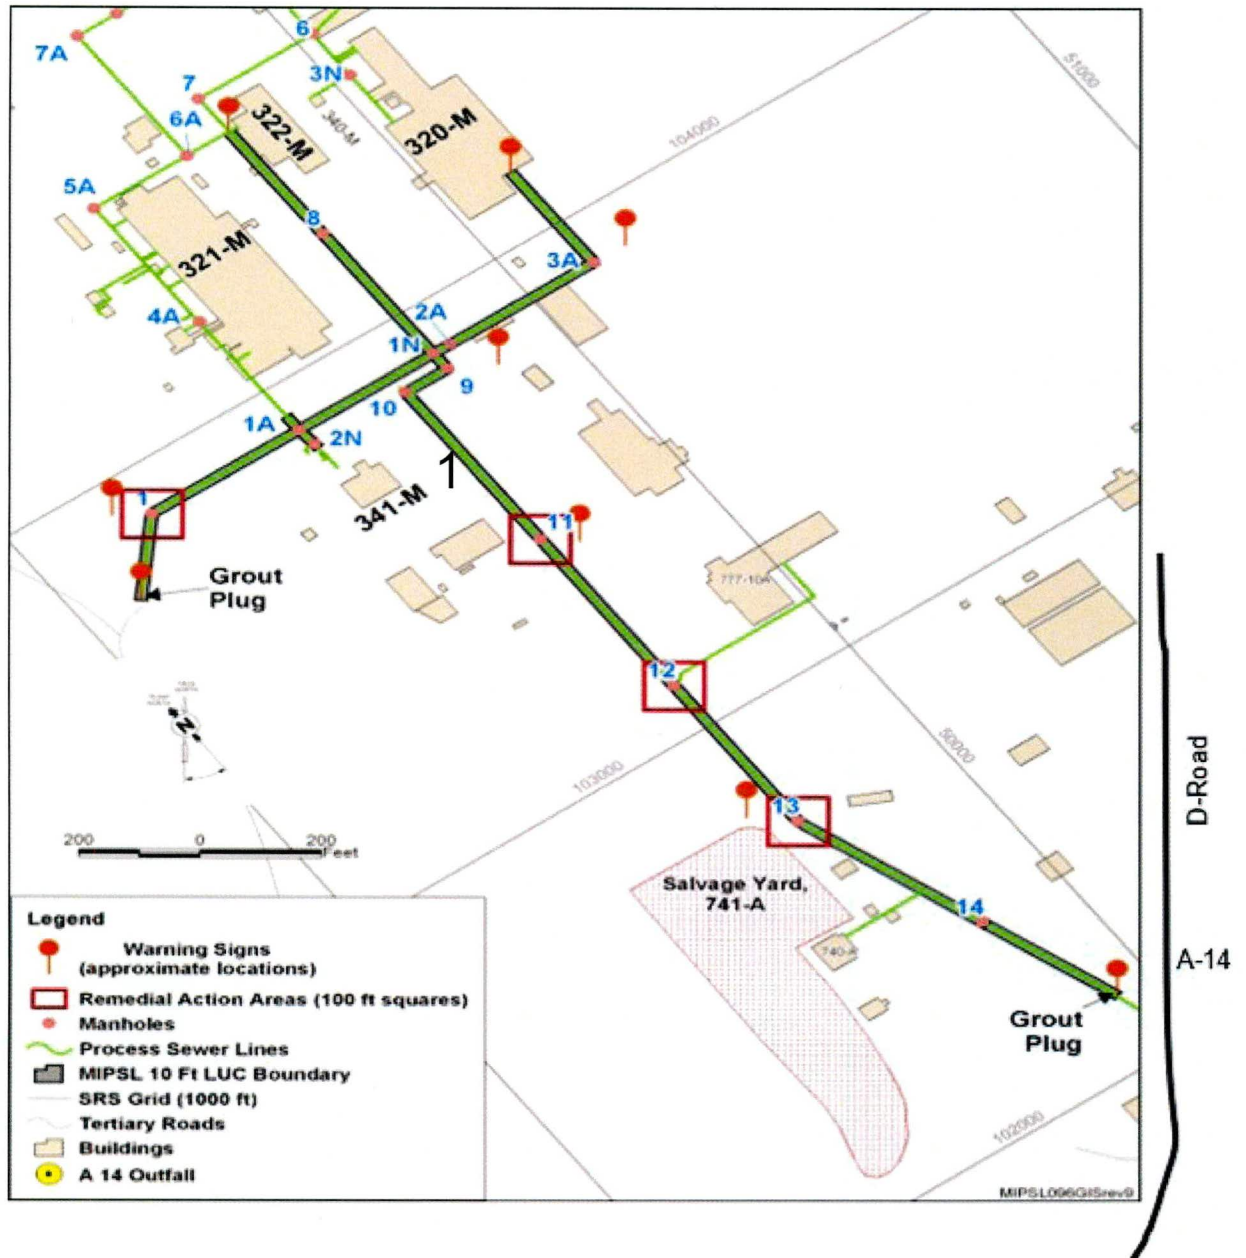 6
7A
3N
7
51000
6A
322-M
340-M
320-M
104000
5A
8
321-M
3A
2A
4A
1N
9
10
1A
2N
1
341-M
1
11
777-10A
Grout
Plug
12
N
50000
103000
D-Road
13
200 0 200
Feet
Salvage Yard,
741-A
14
740-A
A-14
Grout
Plug
Legend
Warning Signs
(approximate locations)
Remedial Action Areas (100 ft squares)
Manholes
Process Sewer Lines
MIPSL 10 Ft LUC Boundary
SRS Grid (1000 ft)
Tertiary Roads
Buildings
A 14 Outfall
102000
MIPSL096GISrev9